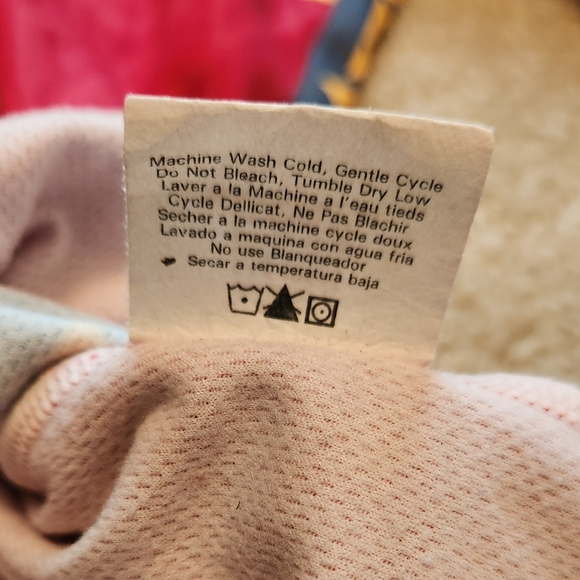 Machine Wash Cold, Gentle Cycle
Do Not Bleach, Tumble Dry Low
Laver a la Machine a l'eau tieds
Cycle Dellicat, Ne Pas Blachir
Secher a la machine cycle doux
Lavado a maquina con agua fria
No use Blanqueador
Secar a temperatura baja